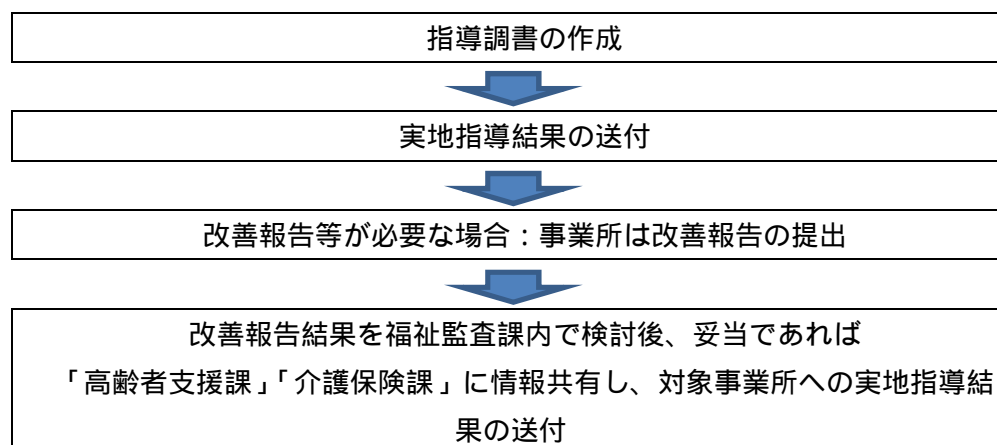 指導調書の作成
実地指導結果の送付
改善報告等が必要な場合：事業所は改善報告の提出
改善報告結果を福祉監査課内で検討後、妥当であれば
「高齢者支援課」「介護保険課」に情報共有し、対象事業所への実地指導結
果の送付